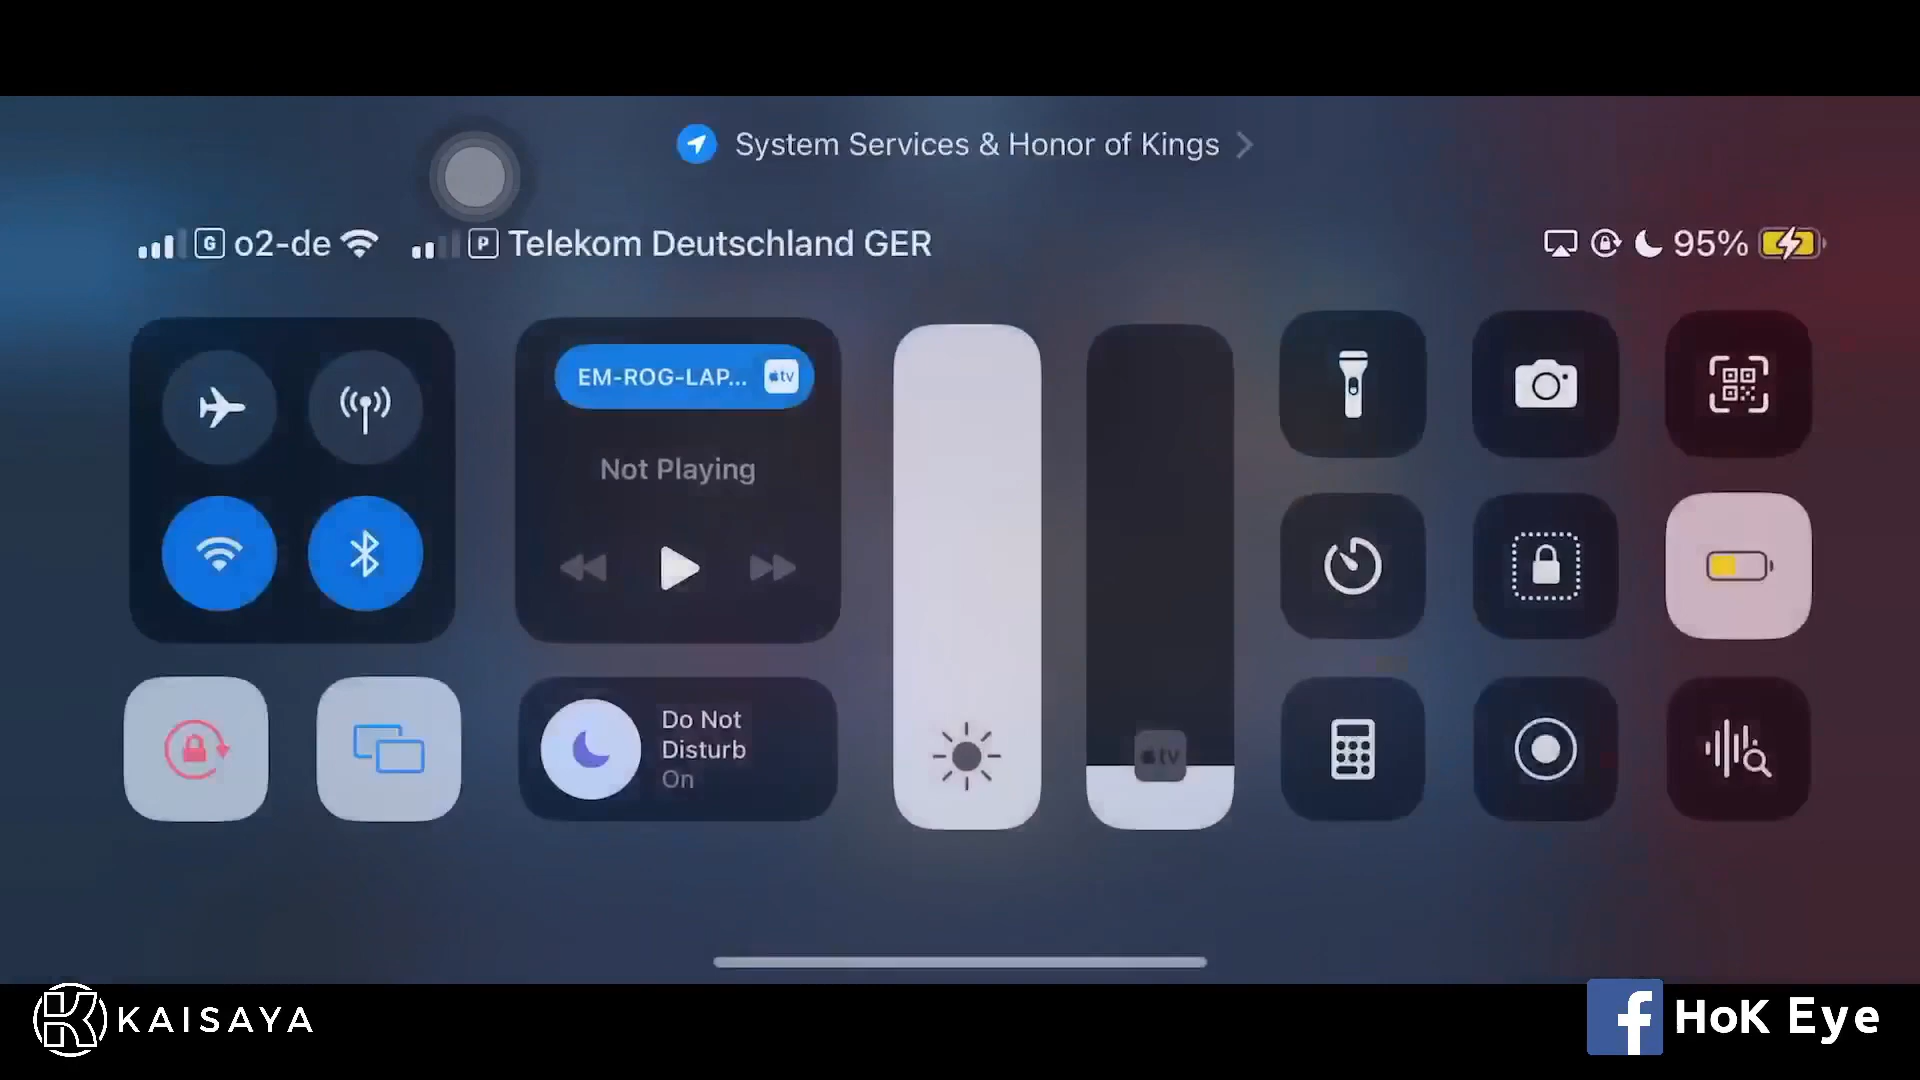 System Services & Honor of Kings
G o2-de P Telekom Deutschland GER
95%
EM-ROG-LAP... tv
Not Playing
Do Not
Disturb
On
tv
KAISAYA
HoK Eye